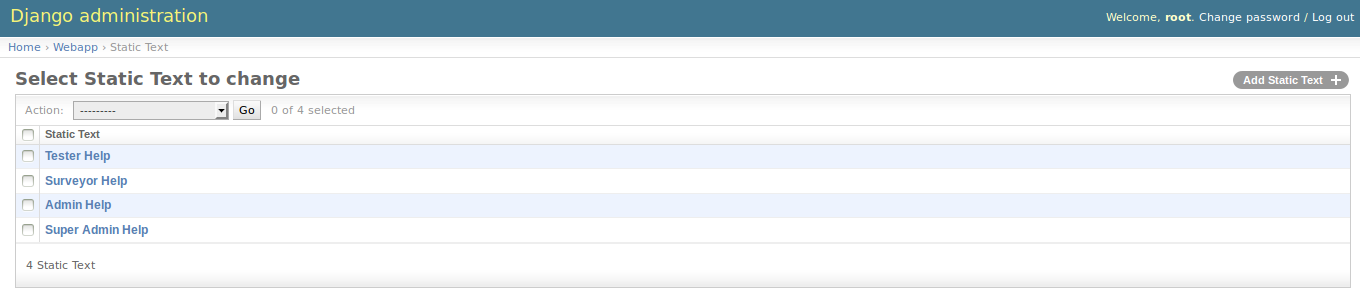 Django administration
Welcome, root. Change password / Log out
Home › Webapp › Static Text
Select Static Text to change
Add Static Text +
Action: --------- Go 0 of 4 selected
Static Text
Tester Help
Surveyor Help
Admin Help
Super Admin Help
4 Static Text